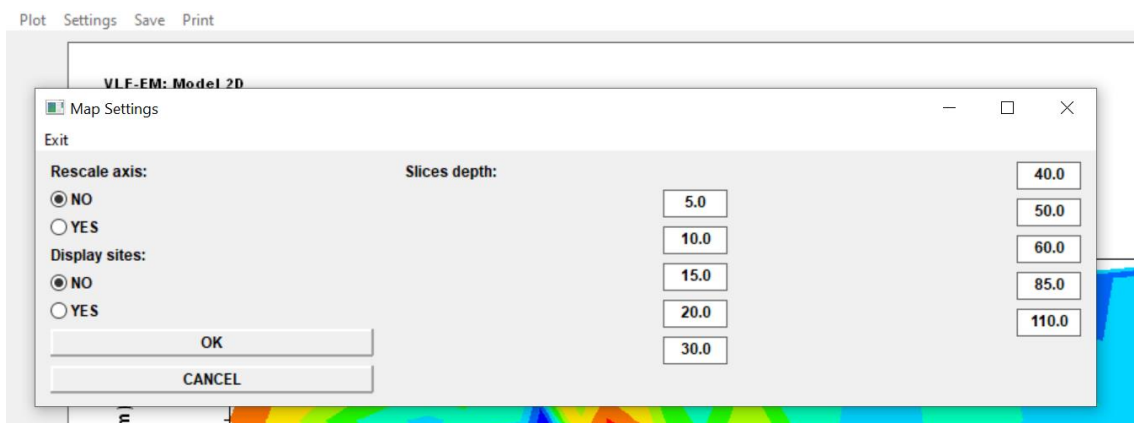 Plot Settings Save Print
VLF-EM: Model 2D
Map Settings
Exit
Rescale axis:
NO
YES
Display sites:
NO
YES
OK
CANCEL
Slices depth:
5.0
10.0
15.0
20.0
30.0
40.0
50.0
60.0
85.0
110.0
m)